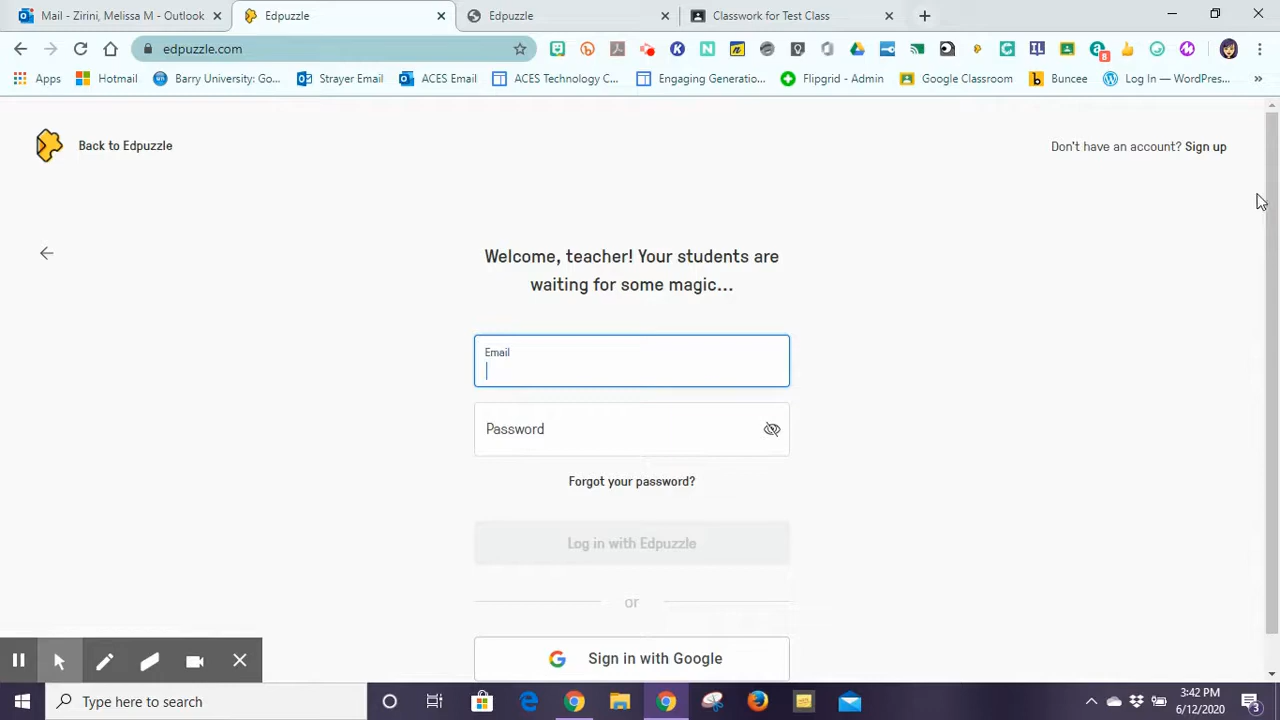 Mail - Zirini, Melissa M - Outlook
Edpuzzle
Edpuzzle
Classwork for Test Class
edpuzzle.com
Apps
Hotmail
Barry University: Go...
Strayer Email
ACES Email
ACES Technology C...
Engaging Generatio...
Flipgrid - Admin
Google Classroom
Buncee
Log In — WordPres...
»
Back to Edpuzzle
Don't have an account? Sign up
Welcome, teacher! Your students are
waiting for some magic...
Email
Password
Forgot your password?
Log in with Edpuzzle
or
Sign in with Google
Type here to search
3:42 PM
6/12/2020
3